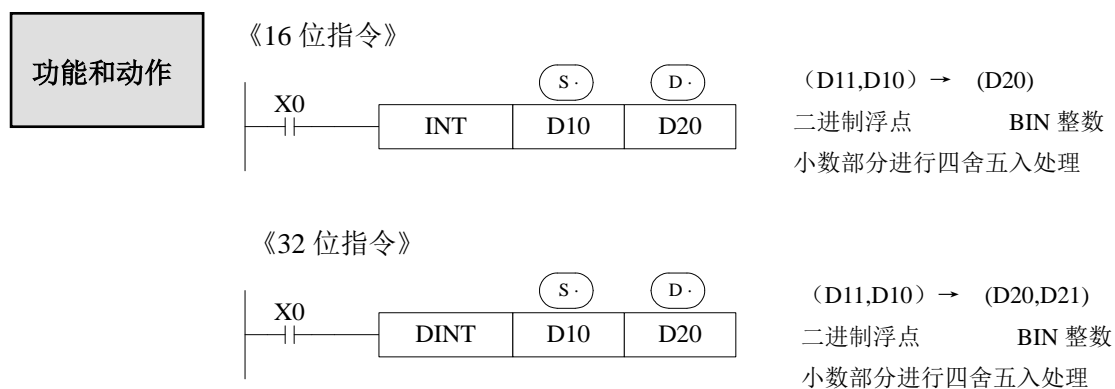 功能和动作
《16 位指令》
S · D ·
X0
INT D10 D20
（D11,D10）→ (D20)
二进制浮点 BIN 整数
小数部分进行四舍五入处理
《32 位指令》
S · D ·
X0
DINT D10 D20
（D11,D10）→ (D20,D21)
二进制浮点 BIN 整数
小数部分进行四舍五入处理